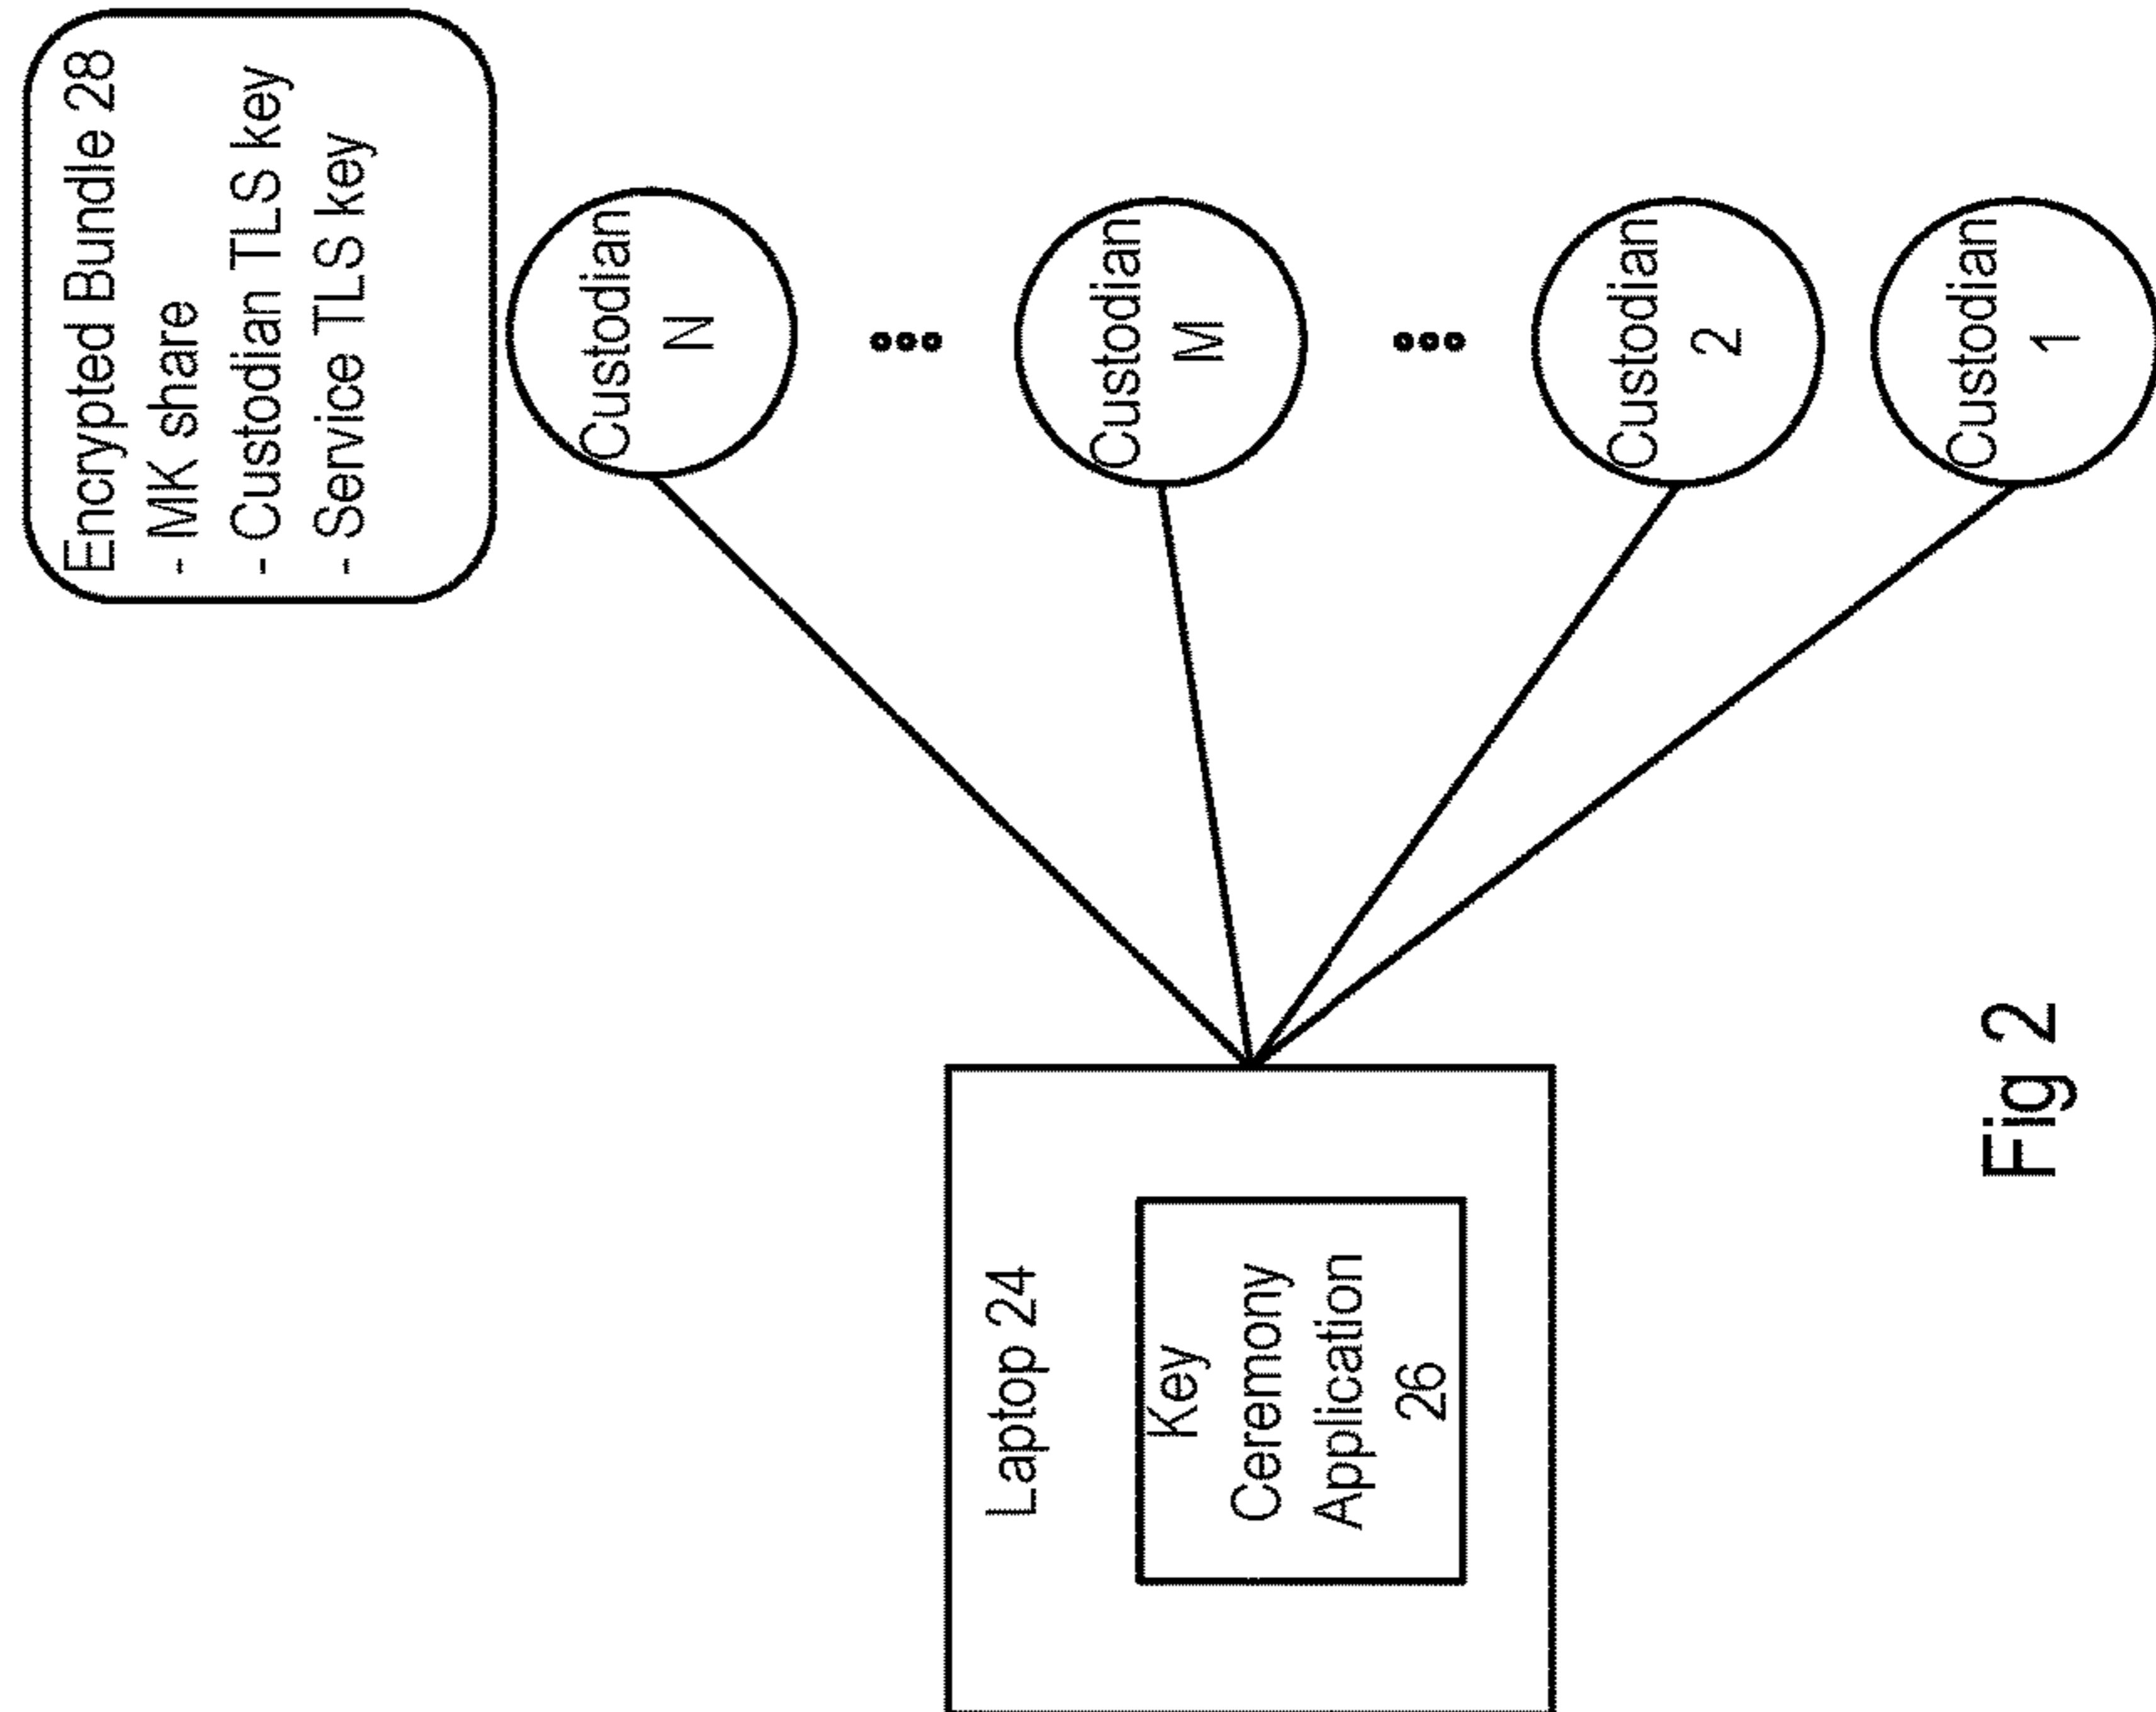 Encrypted Bundle 28
- MK share
- Custodian TLS key
- Service TLS key
Custodian
N
Custodian
M
Custodian
2
Custodian
1
Laptop 24
Key
Ceremony
Application
26
Fig 2